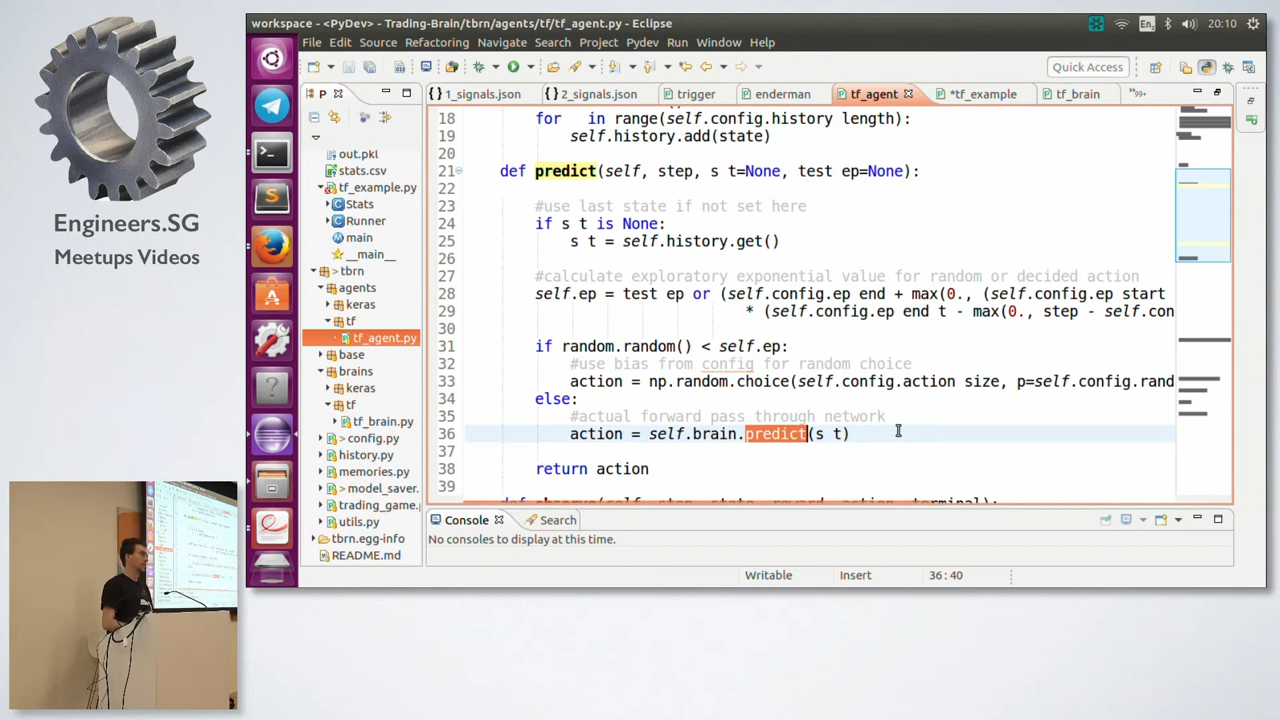 Engineers.SG
Meetups Videos
workspace - <PyDev> - Trading-Brain/tbrn/agents/tf/tf_agent.py - Eclipse
En
20:10
File Edit Source Refactoring Navigate Search Project Pydev Run Window Help
Quick Access
P
1_signals.json
2_signals.json
trigger
enderman
tf_agent
*tf_example
tf_brain
99+
out.pkl
stats.csv
tf_example.py
Stats
Runner
main
__main__
> tbrn
agents
keras
tf
tf_agent.py
base
brains
keras
tf
tf_brain.py
> config.py
history.py
memories.py
> model_saver.
trading_game.
utils.py
tbrn.egg-info
README.md
18 for   in range(self.config.history length):
19 self.history.add(state)
20
21 def predict(self, step, s t=None, test ep=None):
22
23 #use last state if not set here
24 if s t is None:
25 s t = self.history.get()
26
27 #calculate exploratry exponential value for random or decided action
28 self.ep = test ep or (self.config.ep end + max(0., (self.config.ep start
29 * (self.config.ep end t - max(0., step - self.con
30
31 if random.random() < self.ep:
32 #use bias from config for random choice
33 action = np.random.choice(self.config.action size, p=self.config.rand
34 else:
35 #actual forward pass through network
36 action = self.brain.predict(s t)
37
38 return action
39
Console
Search
No consoles to display at this time.
Writable
Insert
36:40